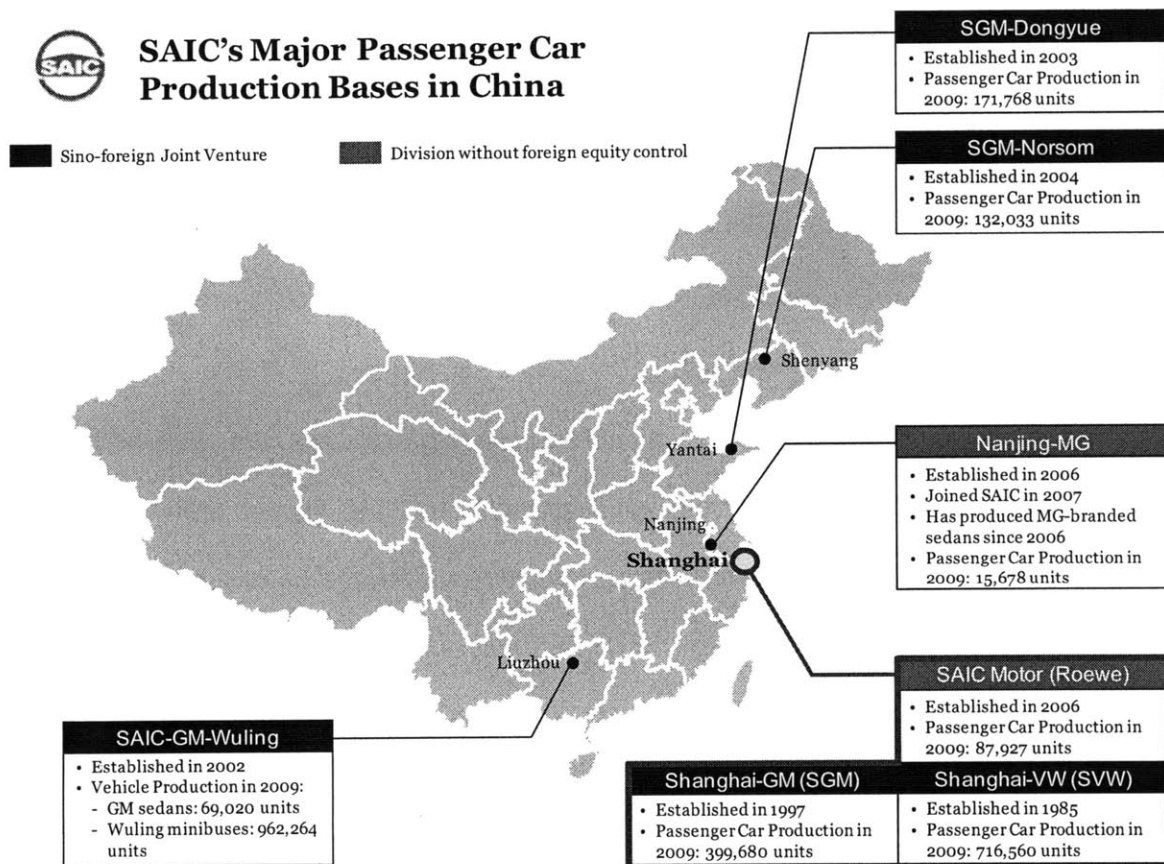 SAIC
SAIC's Major Passenger Car
Production Bases in China
Sino-foreign Joint Venture
Division without foreign equity control
SGM-Dongyue
• Established in 2003
• Passenger Car Production in
2009: 171,768 units
SGM-Norsom
• Established in 2004
• Passenger Car Production in
2009: 132,033 units
Shenyang
Yantai
Nanjing-MG
• Established in 2006
• Joined SAIC in 2007
• Has produced MG-branded
sedans since 2006
• Passenger Car Production in
2009: 15,678 units
Nanjing
Shanghai
Liuzhou
SAIC Motor (Roewe)
• Established in 2006
• Passenger Car Production in
2009: 87,927 units
SAIC-GM-Wuling
• Established in 2002
• Vehicle Production in 2009:
- GM sedans: 69,020 units
- Wuling minibuses: 962,264
units
Shanghai-GM (SGM)
• Established in 1997
• Passenger Car Production in
2009: 399,680 units
Shanghai-VW (SVW)
• Established in 1985
• Passenger Car Production in
2009: 716,560 units